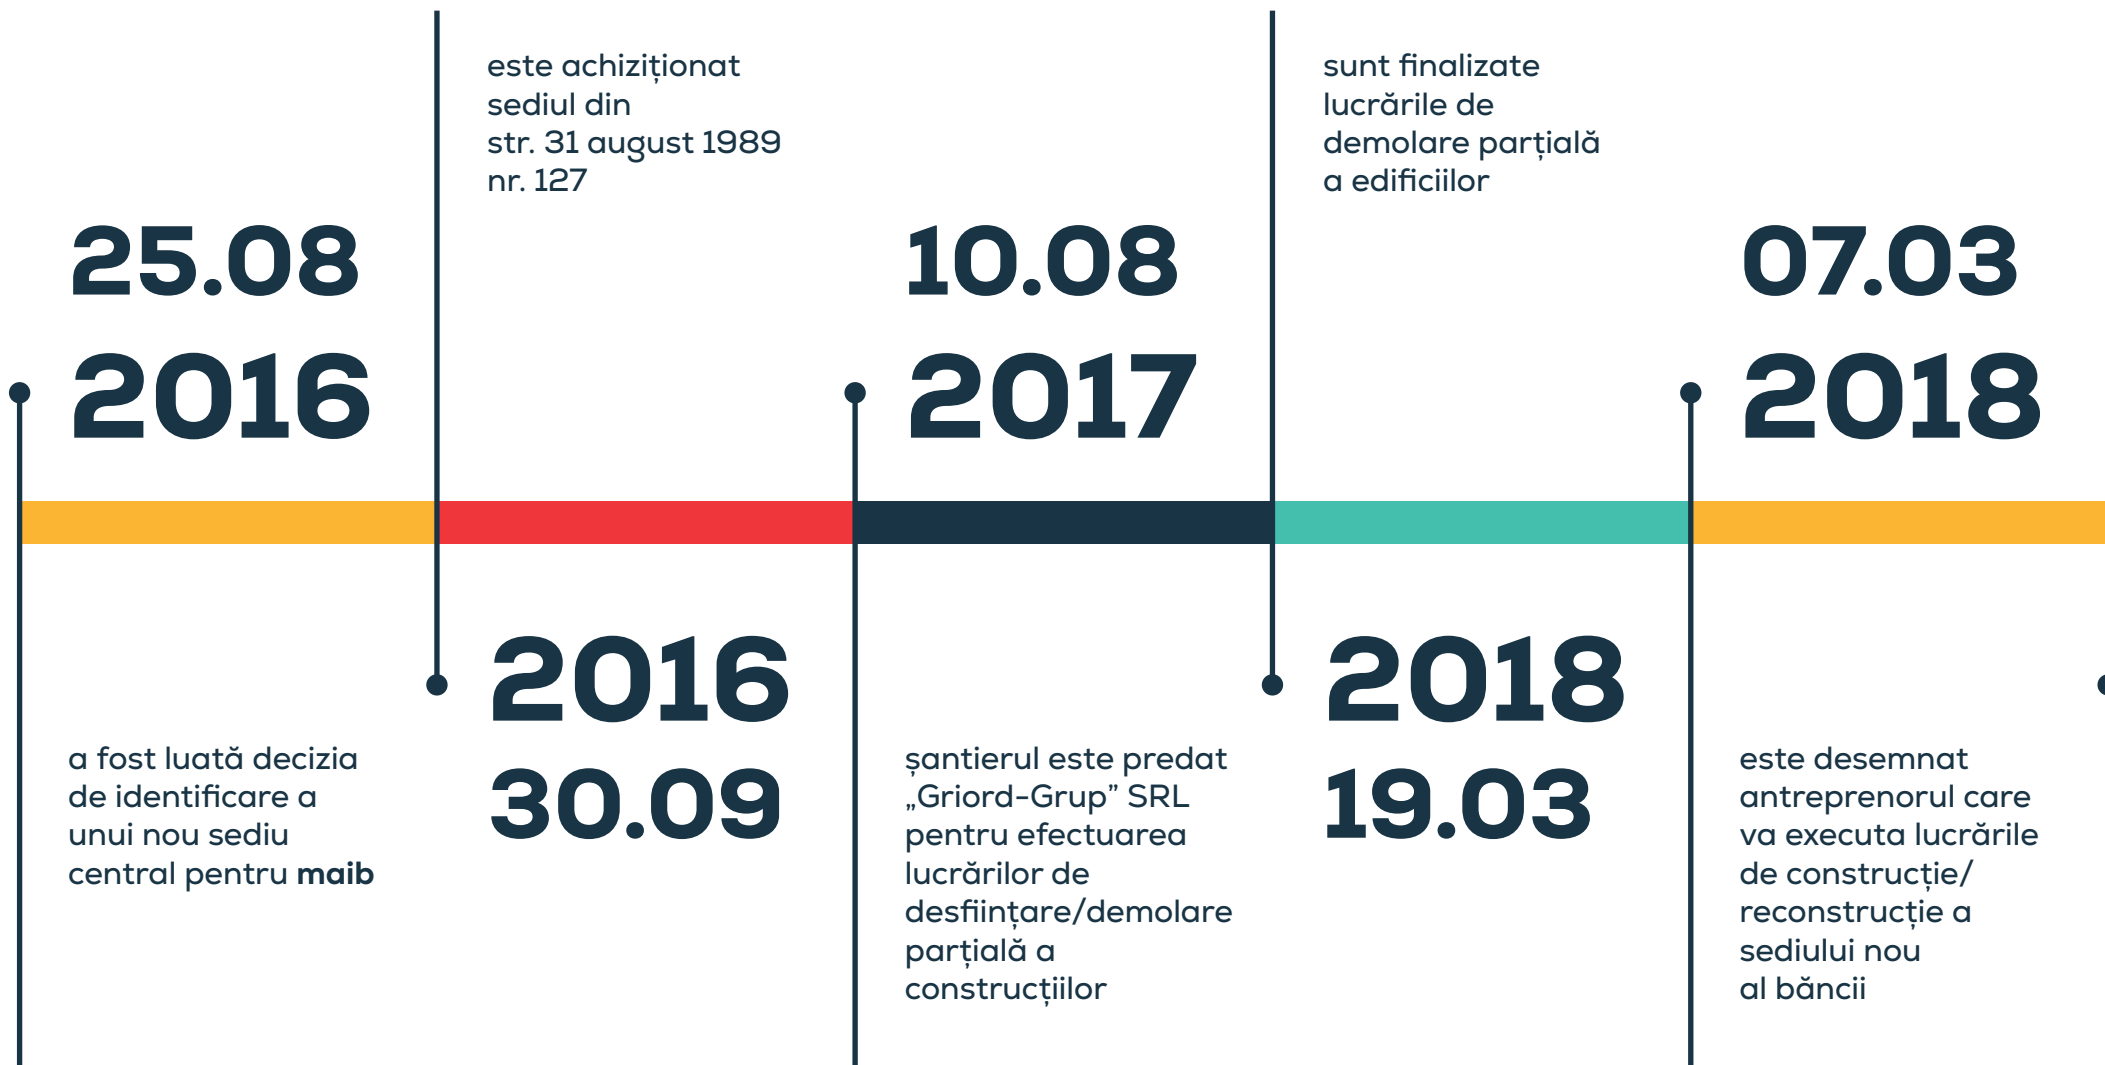 25.08
2016
a fost luată decizia
de identificare a
unui nou sediu
central pentru maib
este achiziționat
sediul din
str. 31 august 1989
nr. 127
2016
30.09
10.08
2017
șantierul este predat
„Griord-Grup” SRL
pentru efectuarea
lucrărilor de
desființare/demolare
parțială a
construcțiilor
sunt finalizate
lucrările de
demolare parțială
a edificiilor
2018
19.03
07.03
2018
este desemnat
antreprenorul care
va executa lucrările
de construcție/
reconstrucție a
sediului nou
al băncii